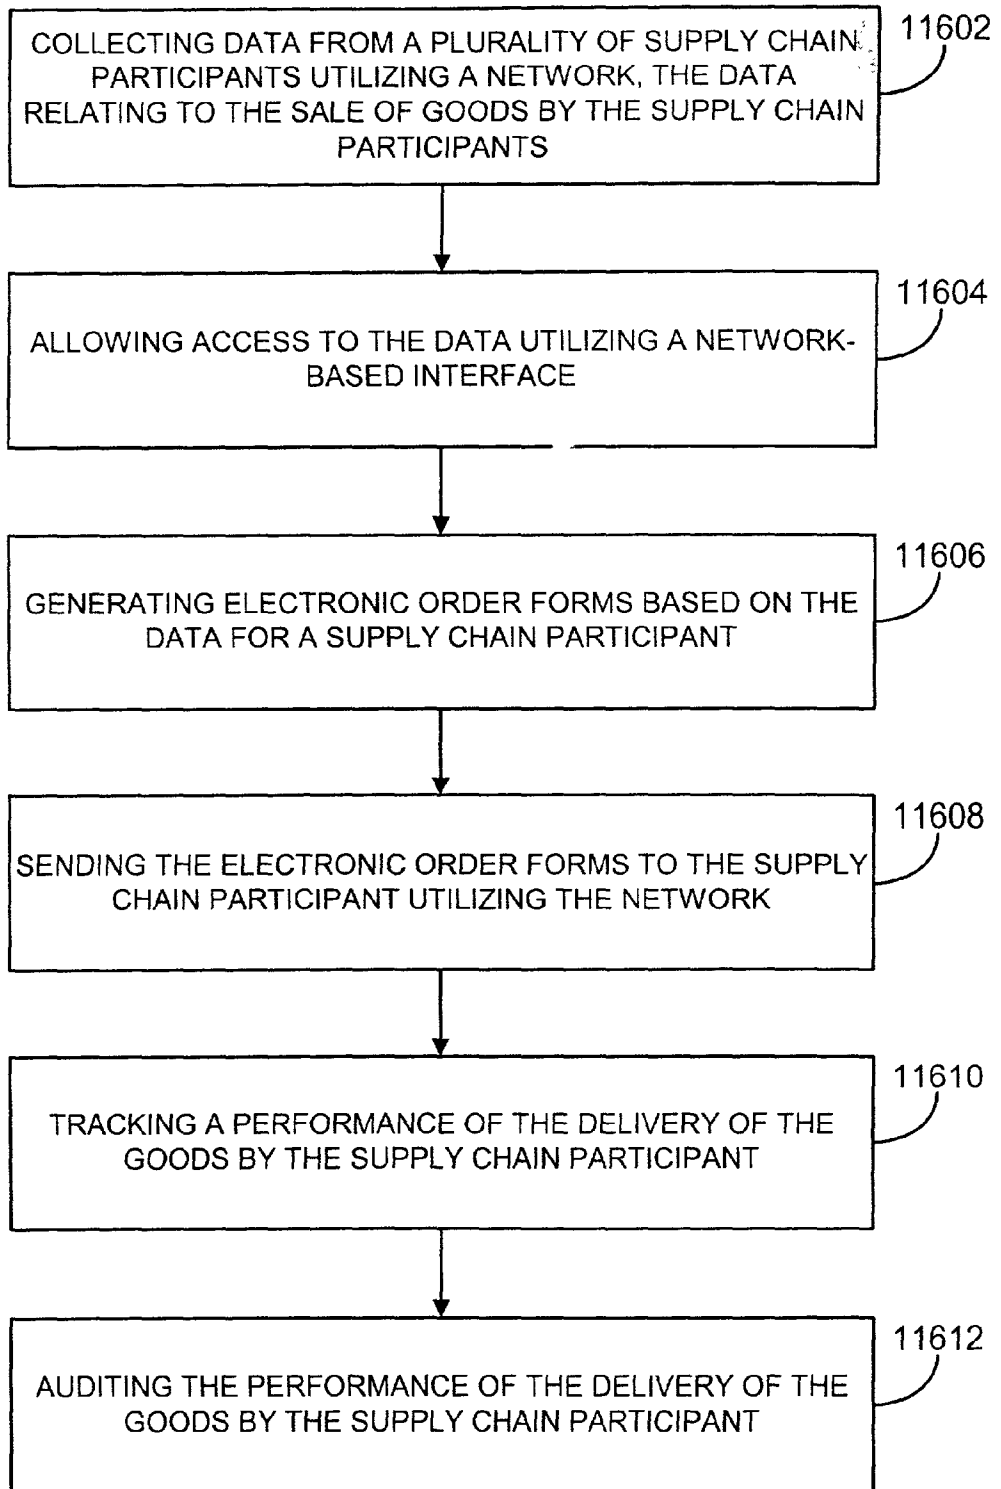 COLLECTING DATA FROM A PLURALITY OF SUPPLY CHAIN
PARTICIPANTS UTILIZING A NETWORK, THE DATA
RELATING TO THE SALE OF GOODS BY THE SUPPLY CHAIN
PARTICIPANTS
11602
ALLOWING ACCESS TO THE DATA UTILIZING A NETWORK-
BASED INTERFACE
11604
GENERATING ELECTRONIC ORDER FORMS BASED ON THE
DATA FOR A SUPPLY CHAIN PARTICIPANT
11606
SENDING THE ELECTRONIC ORDER FORMS TO THE SUPPLY
CHAIN PARTICIPANT UTILIZING THE NETWORK
11608
TRACKING A PERFORMANCE OF THE DELIVERY OF THE
GOODS BY THE SUPPLY CHAIN PARTICIPANT
11610
AUDITING THE PERFORMANCE OF THE DELIVERY OF THE
GOODS BY THE SUPPLY CHAIN PARTICIPANT
11612